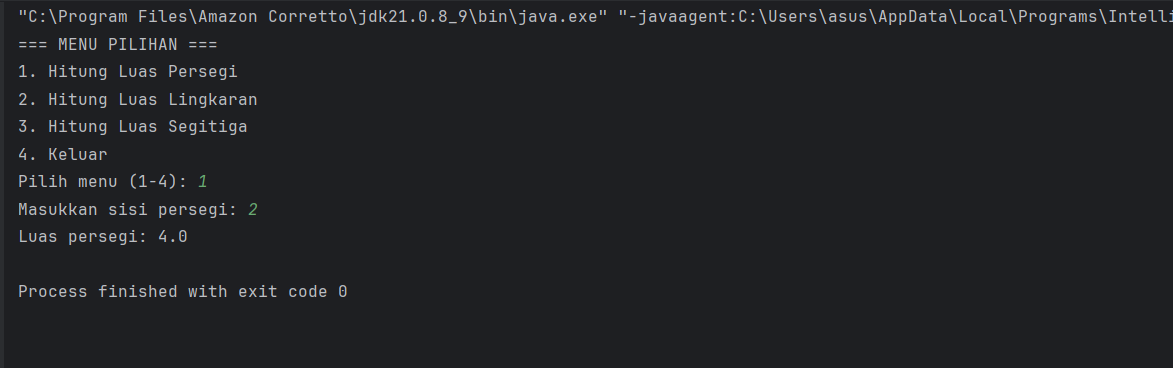 "C:\Program Files\Amazon Corretto\jdk21.0.8_9\bin\java.exe" "-javaagent:C:\Users\asus\AppData\Local\Programs\Intelli
=== MENU PILIHAN ===
1. Hitung Luas Persegi
2. Hitung Luas Lingkaran
3. Hitung Luas Segitiga
4. Keluar
Pilih menu (1-4): 1
Masukkan sisi persegi: 2
Luas persegi: 4.0
Process finished with exit code 0